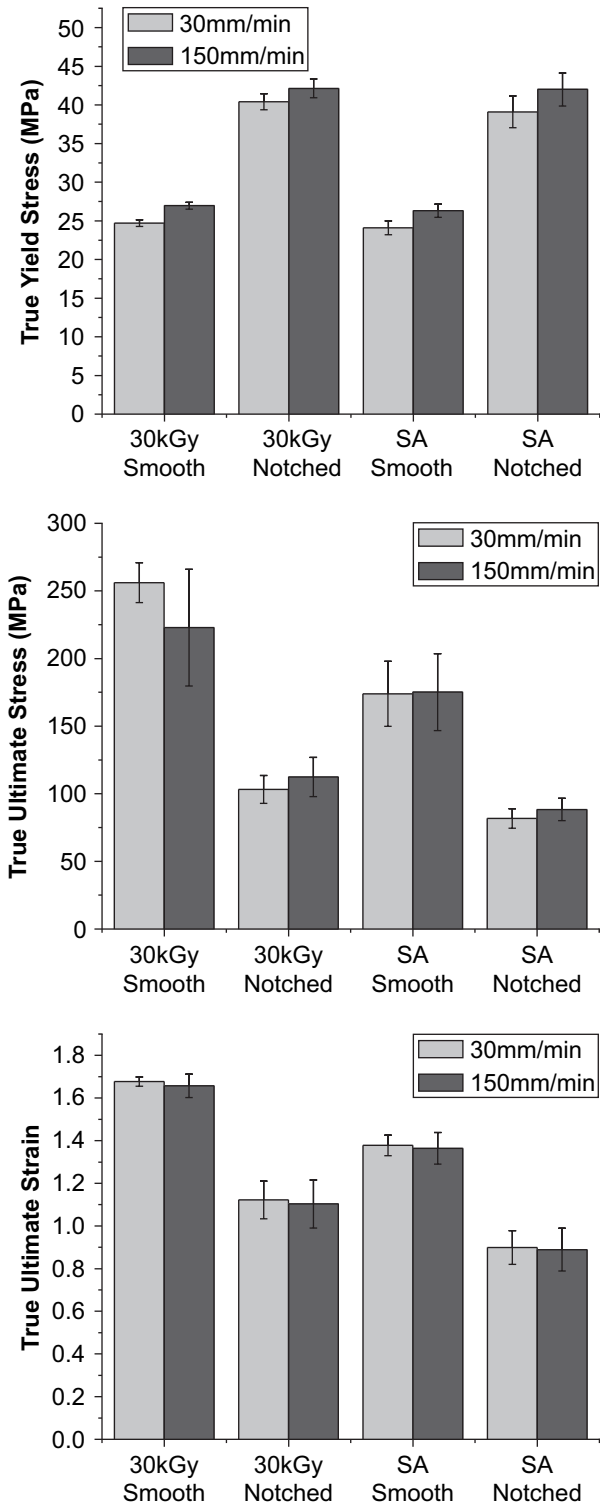 30mm/min
150mm/min
True Yield Stress (MPa)
50
45
40
35
30
25
20
15
10
5
0
30kGy
Smooth
30kGy
Notched
SA
Smooth
SA
Notched
30mm/min
150mm/min
True Ultimate Stress (MPa)
300
250
200
150
100
50
0
30kGy
Smooth
30kGy
Notched
SA
Smooth
SA
Notched
30mm/min
150mm/min
True Ultimate Strain
1.8
1.6
1.4
1.2
1.0
0.8
0.6
0.4
0.2
0.0
30kGy
Smooth
30kGy
Notched
SA
Smooth
SA
Notched